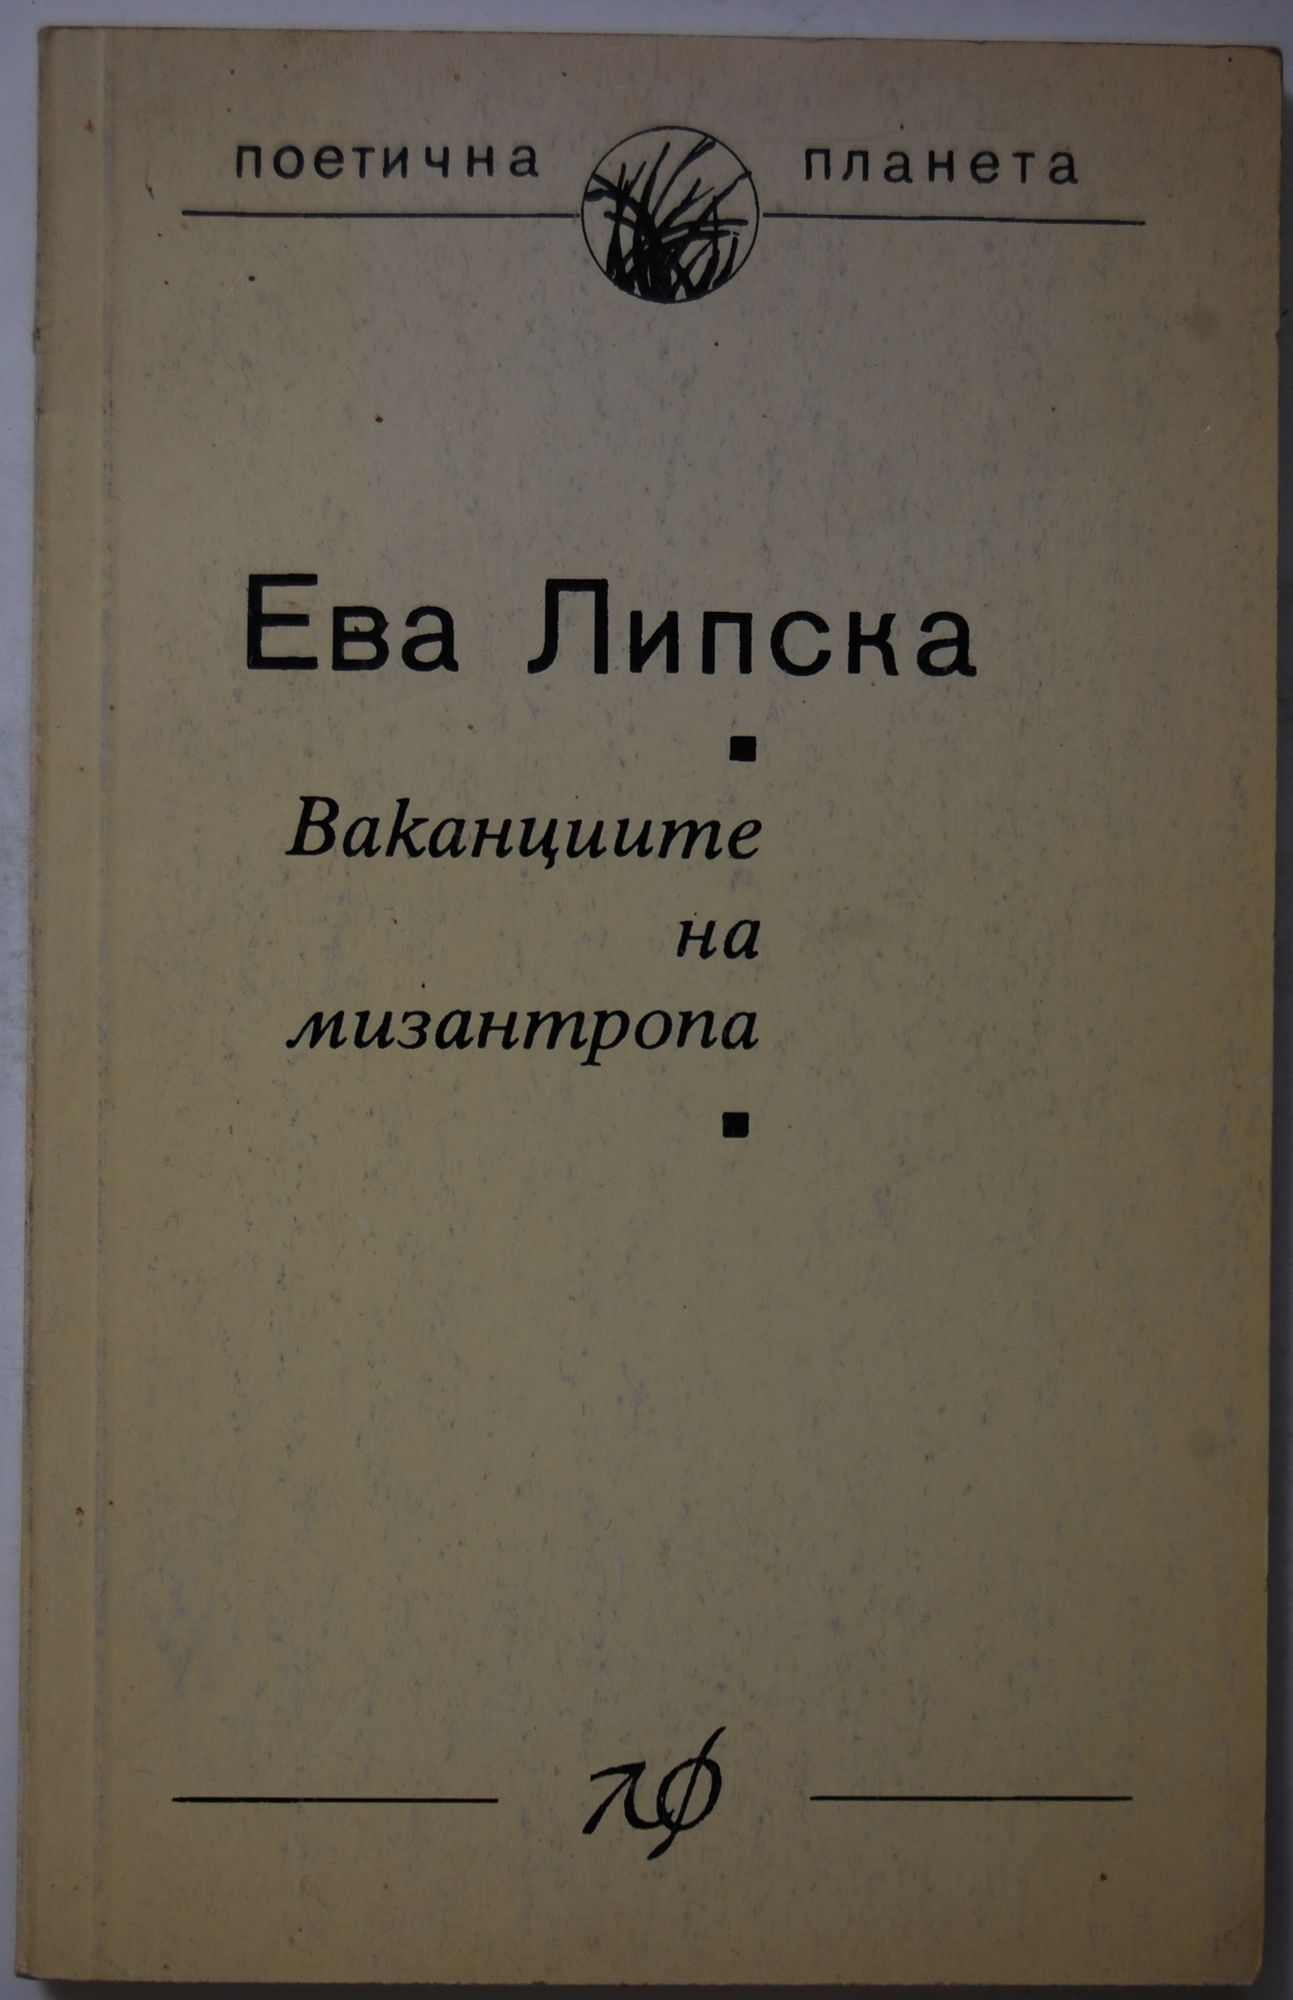 поетична планета
Ева Липска
Ваканциите
на
мизантропа